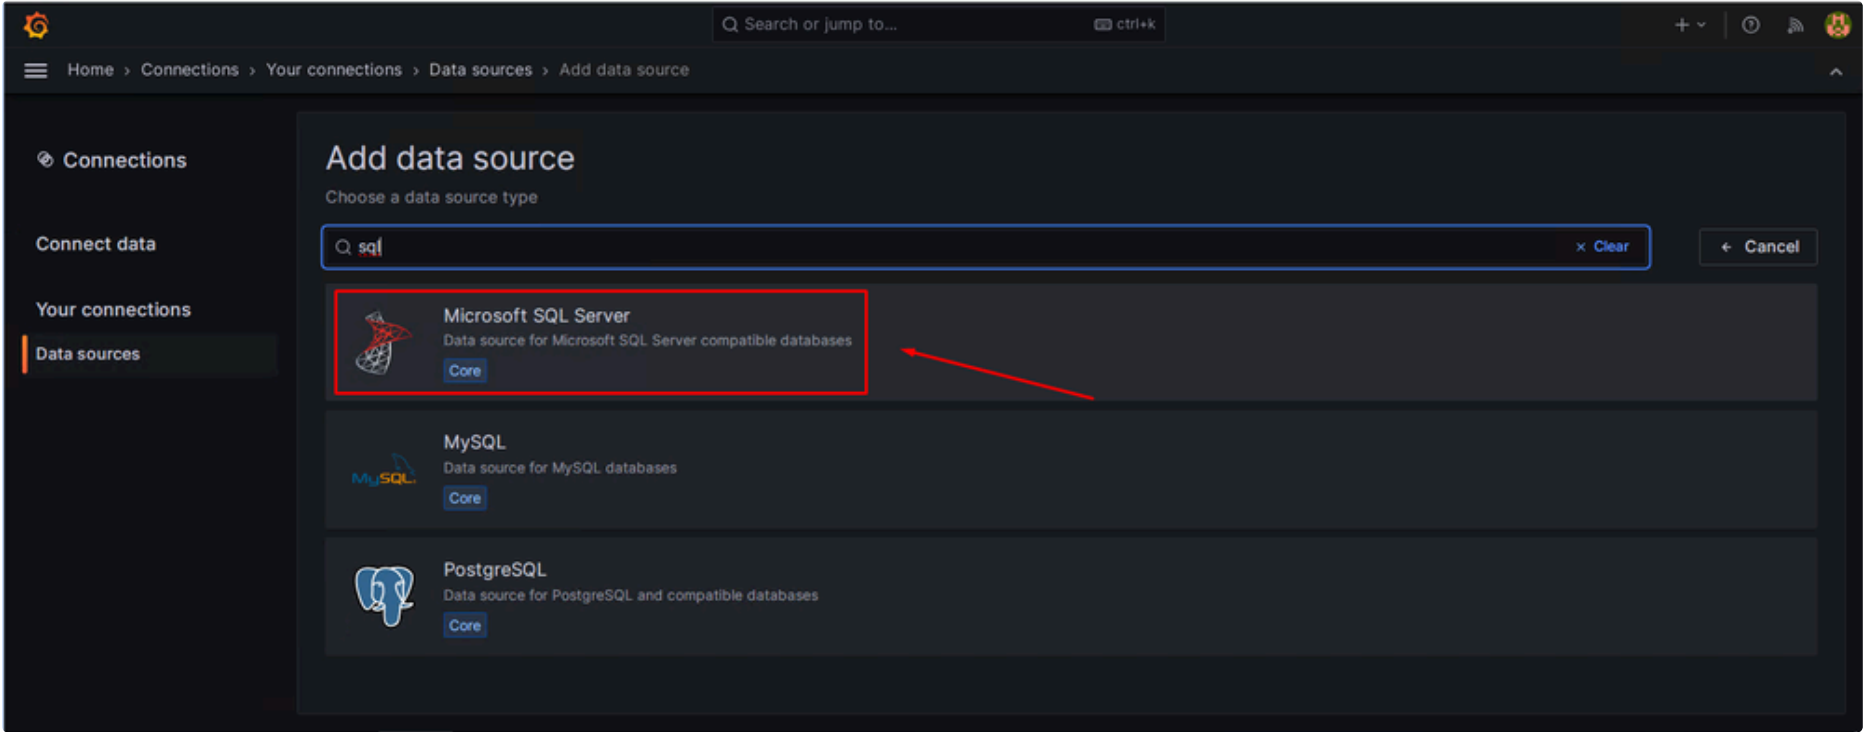 Search or jump to...
ctrl+k
Home › Connections › Your connections › Data sources › Add data source
Connections
Connect data
Your connections
Data sources
Add data source
Choose a data source type
sql
× Clear
← Cancel
Microsoft SQL Server
Data source for Microsoft SQL Server compatible databases
Core
MySQL
MySQL
Data source for MySQL databases
Core
PostgreSQL
Data source for PostgreSQL and compatible databases
Core